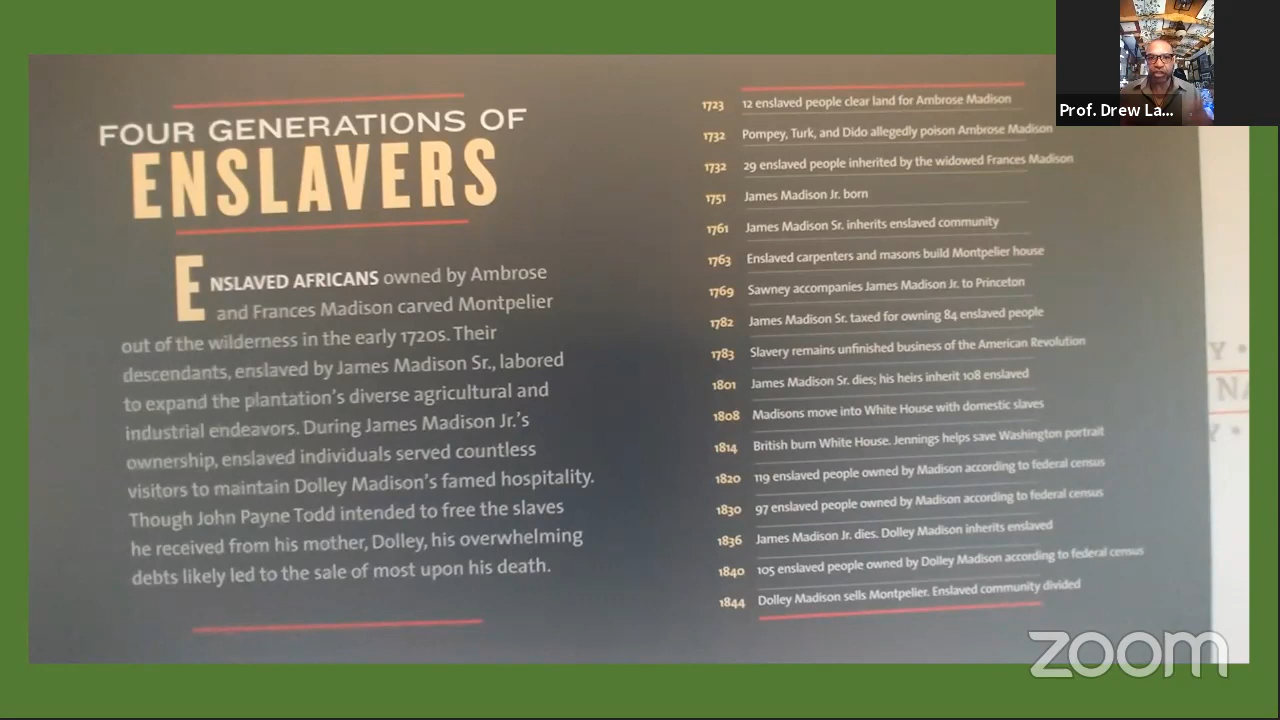 FOUR GENERATIONS OF
ENSLAVERS
ENSLAVED AFRICANS owned by Ambrose
and Frances Madison carved Montpelier
out of the wilderness in the early 1720s. Their
descendants, enslaved by James Madison Sr., labored
to expand the plantation's diverse agricultural and
industrial endeavors. During James Madison Jr.'s
ownership, enslaved individuals served countless
visitors to maintain Dolley Madison's famed hospitality.
Though John Payne Todd intended to free the slaves
he received from his mother, Dolley, his overwhelming
debts likely led to the sale of most upon his death.
1723 12 enslaved people clear land for Ambrose Madison
1732 Pompey, Turk, and Dido allegedly poison Ambrose Madison
1732 29 enslaved people inherited by the widowed Frances Madison
1751 James Madison Jr. born
1761 James Madison Sr. inherits enslaved community
1763 Enslaved carpenters and masons build Montpelier house
1769 Sawney accompanies James Madison Jr. to Princeton
1782 James Madison Sr. taxed for owning 84 enslaved people
1783 Slavery remains unfinished business of the American Revolution
1801 James Madison Sr. dies; his heirs inherit 108 enslaved
1808 Madisons move into White House with domestic slaves
1814 British burn White House. Jennings helps save Washington portrait
1820 119 enslaved people owned by Madison according to federal census
1830 97 enslaved people owned by Madison according to federal census
1836 James Madison Jr. dies. Dolley Madison inherits enslaved
1840 105 enslaved people owned by Dolley Madison according to federal census
1844 Dolley Madison sells Montpelier. Enslaved community divided
Prof. Drew La...
zoom